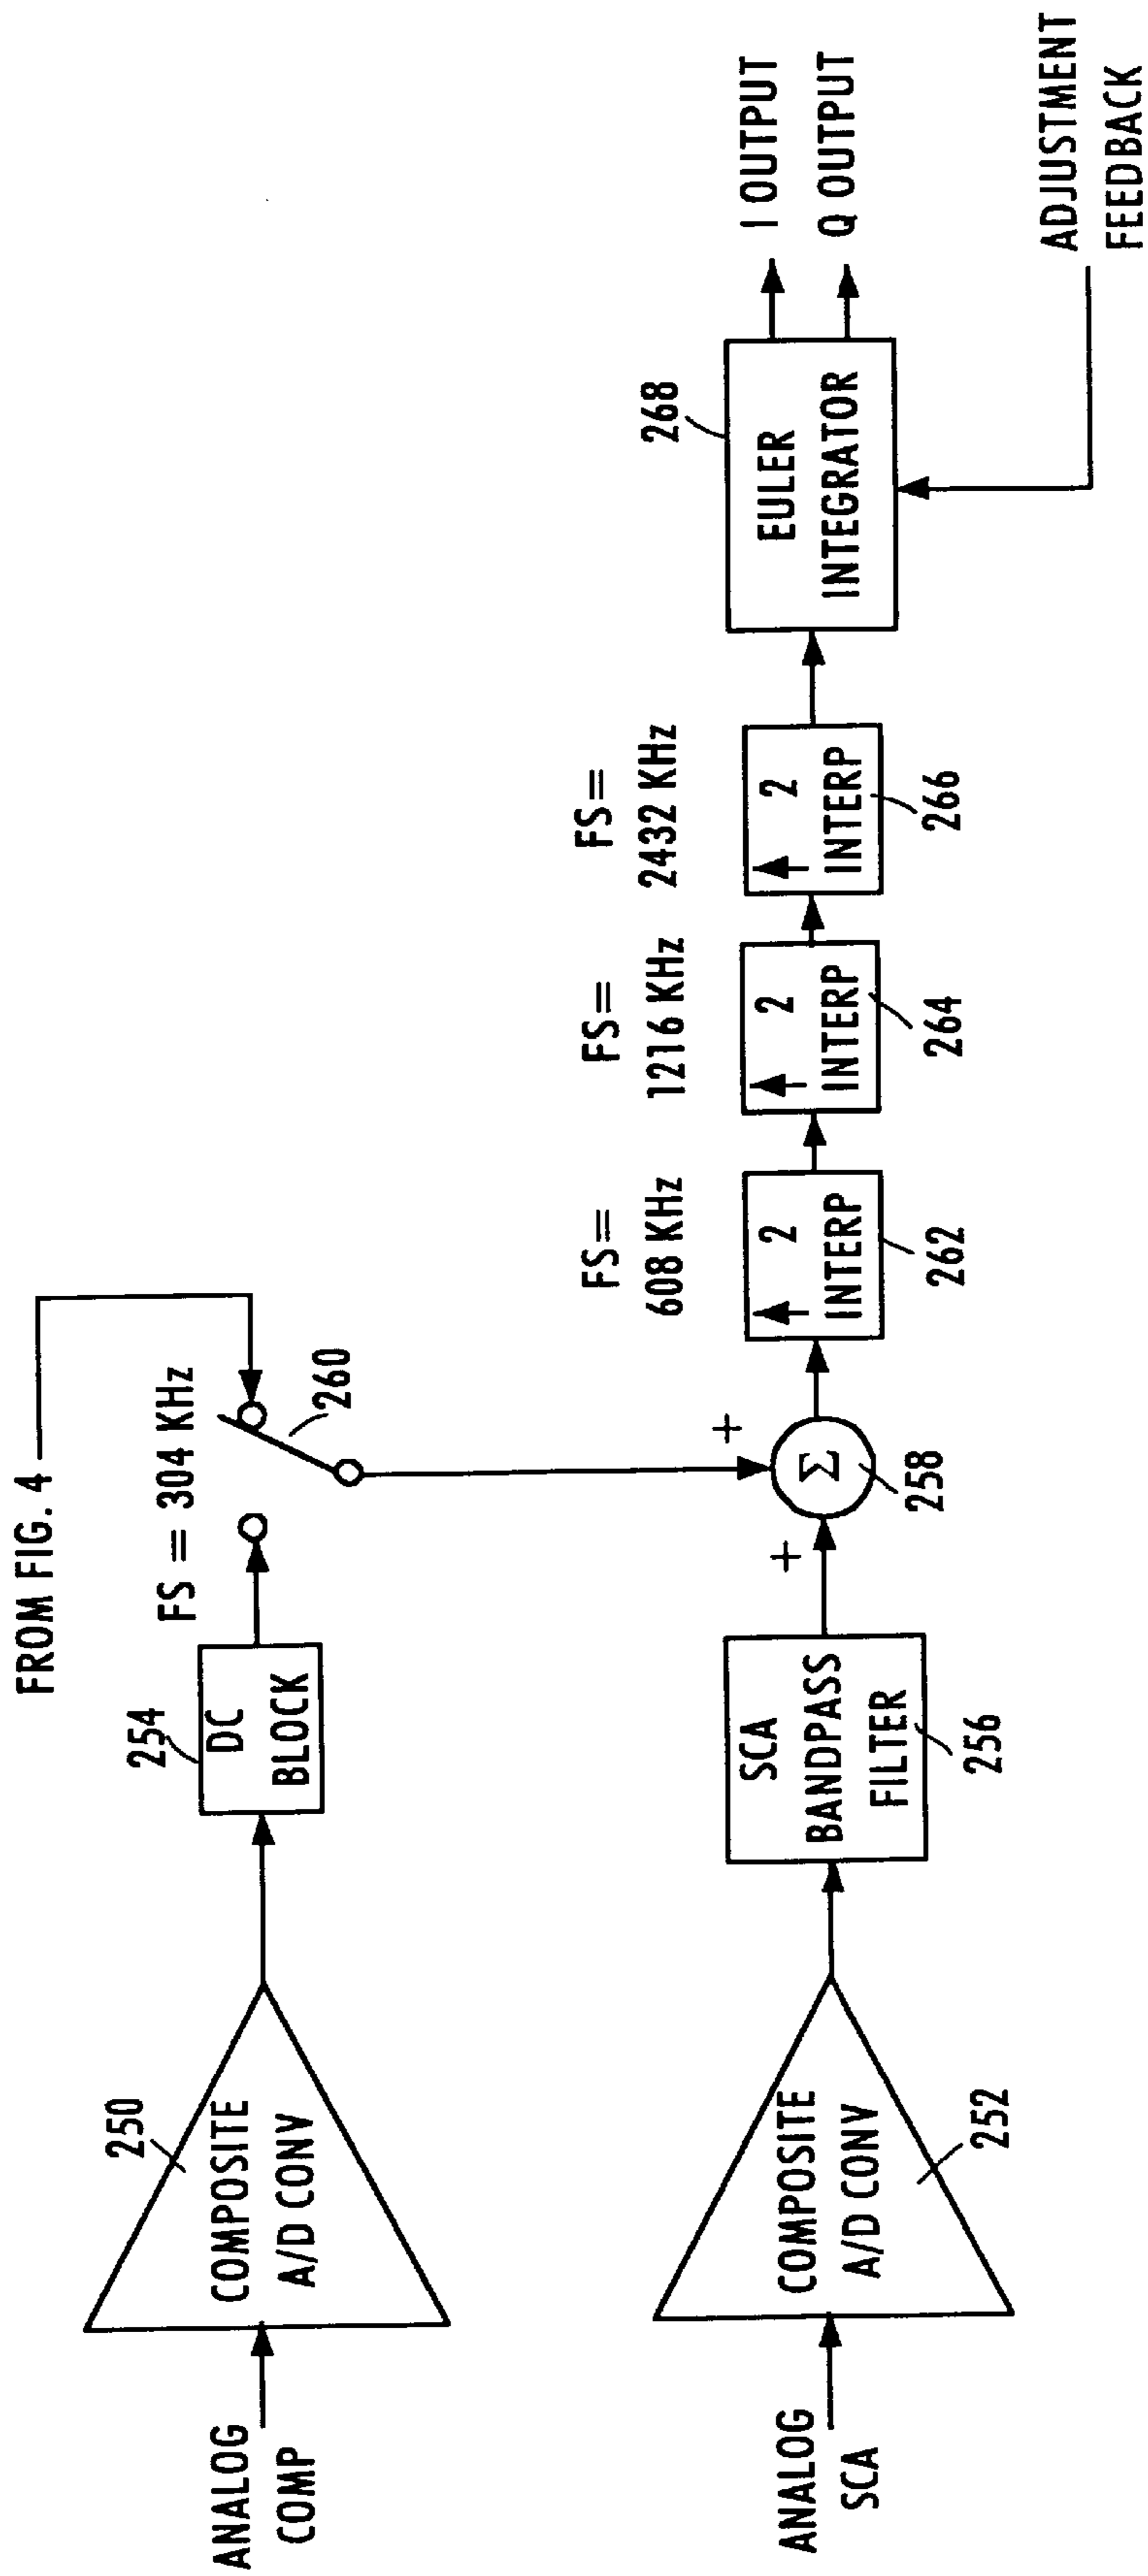 FROM FIG. 4
FS = 304 KHz
254
DC
BLOCK
260
250
COMPOSITE
A/D CONV
ANALOG
COMP
ANALOG
SCA
COMPOSITE
A/D CONV
252
SCA
BANDPASS
FILTER
256
+
+
Σ
258
FS=
608 KHz
2
INTERP
262
FS=
1216 KHz
2
INTERP
264
FS=
2432 KHz
2
INTERP
266
268
EULER
INTEGRATOR
I OUTPUT
Q OUTPUT
ADJUSTMENT
FEEDBACK